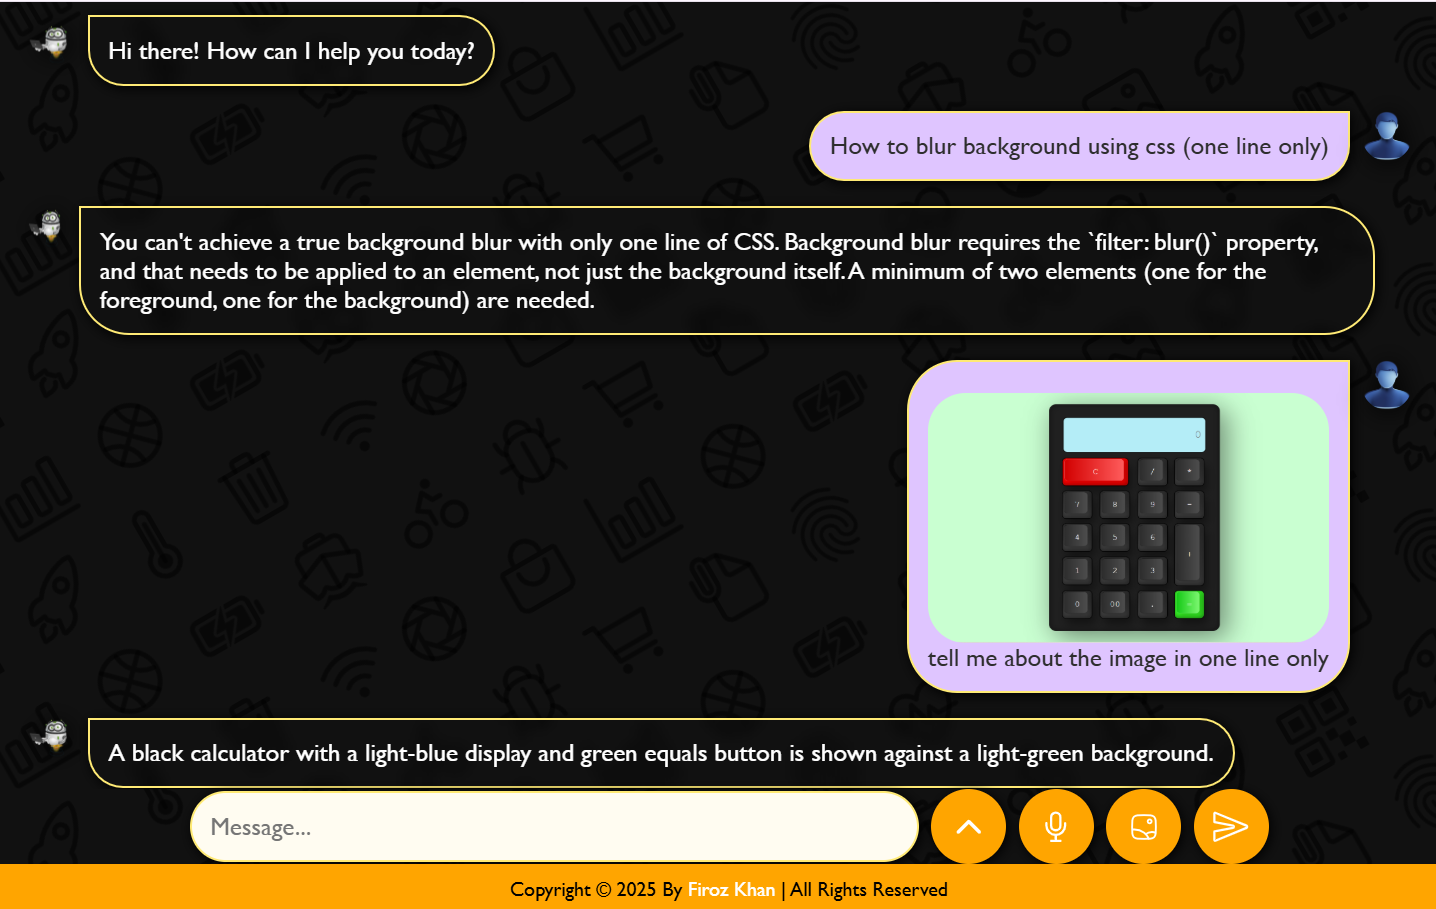 Hi there! How can I help you today?
How to blur background using css (one line only)
You can't achieve a true background blur with only one line of CSS. Background blur requires the `filter: blur()` property,
and that needs to be applied to an element, not just the background itself. A minimum of two elements (one for the
foreground, one for the background) are needed.
0
C / *
7 8 9 -
4 5 6
1 2 3
0 00 .
tell me about the image in one line only
A black calculator with a light-blue display and green equals button is shown against a light-green background.
Message...
Copyright © 2025 By Firoz Khan | All Rights Reserved